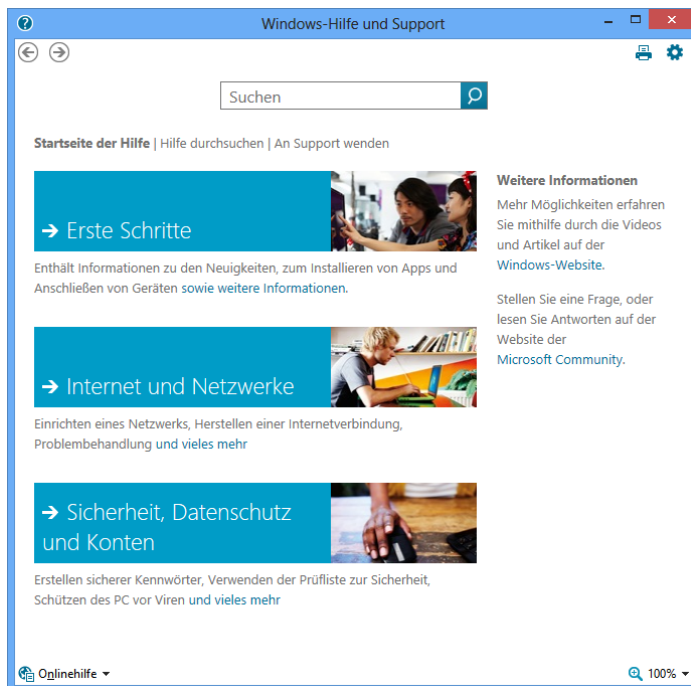 Windows-Hilfe und Support
Suchen
Startseite der Hilfe | Hilfe durchsuchen | An Support wenden
→ Erste Schritte
Enthält Informationen zu den Neuigkeiten, zum Installieren von Apps und
Anschließen von Geräten sowie weitere Informationen.
→ Internet und Netzwerke
Einrichten eines Netzwerks, Herstellen einer Internetverbindung,
Problembehandlung und vieles mehr
→ Sicherheit, Datenschutz
und Konten
Erstellen sicherer Kennwörter, Verwenden der Prüfliste zur Sicherheit,
Schützen des PC vor Viren und vieles mehr
Weitere Informationen
Mehr Möglichkeiten erfahren
Sie mithilfe durch die Videos
und Artikel auf der
Windows-Website.
Stellen Sie eine Frage, oder
lesen Sie Antworten auf der
Website der
Microsoft Community.
Onlinehilfe
100%